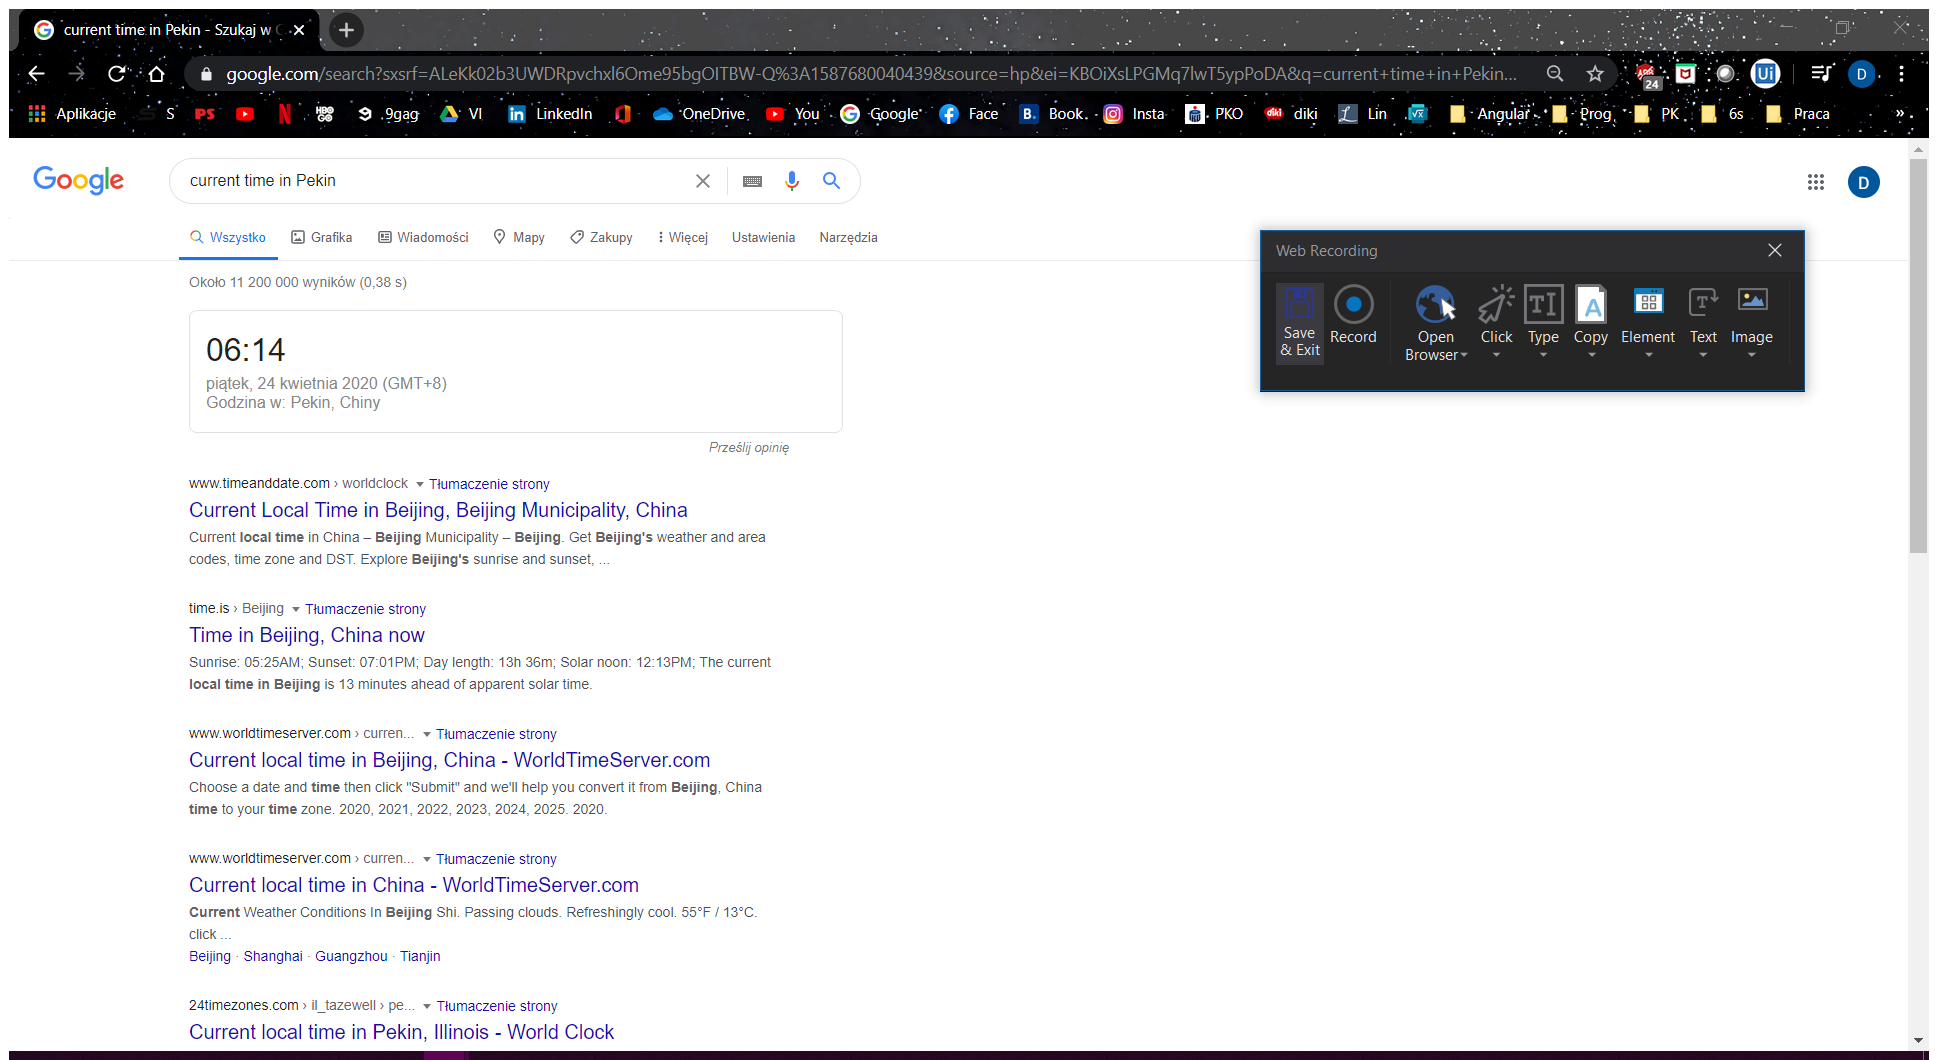 current time in Pekin - Szukaj w G
google.com/search?sxsrf=ALeKk02b3UWDRpvchxl6Ome95bgOITBW-Q%3A1587680040439&source=hp&ei=KBOiXsLPGMq7lwT5ypPoDA&q=current+time+in+Pekin...
24
Ui
D
Aplikacje S PS HBO GO 9gag VI LinkedIn OneDrive You Google Face B. Book. Insta PKO diki diki Lin √x Angular Prog. PK 6s Praca »
Google
current time in Pekin
D
Wszystko Grafika Wiadomości Mapy Zakupy Więcej Ustawienia Narzędzia
Około 11 200 000 wyników (0,38 s)
06:14
piątek, 24 kwietnia 2020 (GMT+8)
Godzina w: Pekin, Chiny
Prześlij opinię
Web Recording
Save & Exit
Record
Open Browser
Click
Type
Copy
Element
Text
Image
www.timeanddate.com › worldclock Tłumaczenie strony
Current Local Time in Beijing, Beijing Municipality, China
Current local time in China – Beijing Municipality – Beijing. Get Beijing's weather and area
codes, time zone and DST. Explore Beijing's sunrise and sunset, ...
time.is › Beijing Tłumaczenie strony
Time in Beijing, China now
Sunrise: 05:25AM; Sunset: 07:01PM; Day length: 13h 36m; Solar noon: 12:13PM; The current
local time in Beijing is 13 minutes ahead of apparent solar time.
www.worldtimeserver.com › curren... Tłumaczenie strony
Current local time in Beijing, China - WorldTimeServer.com
Choose a date and time then click "Submit" and we'll help you convert it from Beijing, China
time to your time zone. 2020, 2021, 2022, 2023, 2024, 2025. 2020.
www.worldtimeserver.com › curren... Tłumaczenie strony
Current local time in China - WorldTimeServer.com
Current Weather Conditions In Beijing Shi. Passing clouds. Refreshingly cool. 55°F / 13°C.
click ...
Beijing · Shanghai · Guangzhou · Tianjin
24timezones.com › il_tazewell › pe... Tłumaczenie strony
Current local time in Pekin, Illinois - World Clock